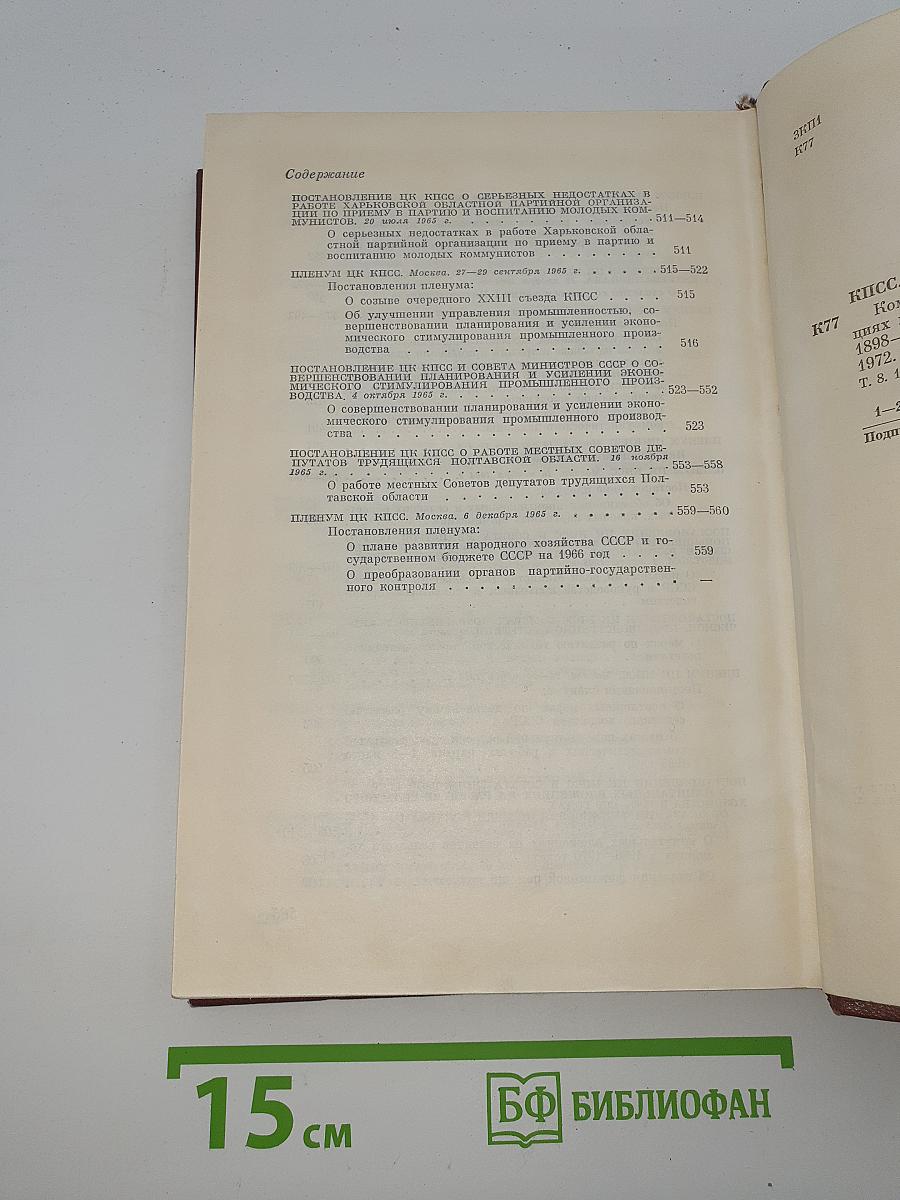 Содержание
ПОСТАНОВЛЕНИЕ ЦК КПСС О СЕРЬЕЗНЫХ НЕДОСТАТКАХ В
РАБОТЕ ХАРЬКОВСКОЙ ОБЛАСТНОЙ ПАРТИЙНОЙ ОРГАНИЗА-
ЦИИ ПО ПРИЕМУ В ПАРТИЮ И ВОСПИТАНИЮ МОЛОДЫХ КОМ-
МУНИСТОВ. 20 июля 1965 г. . . . . . . . . . . . . 511—514
О серьезных недостатках в работе Харьковской обла-
стной партийной организации по приему в партию и
воспитанию молодых коммунистов . . . . . . . . 511
ПЛЕНУМ ЦК КПСС. Москва. 27—29 сентября 1965 г. . . . . . 515—522
Постановления пленума:
О созыве очередного XXIII съезда КПСС . . . . 515
Об улучшении управления промышленностью, со-
вершенствовании планирования и усилении эконо-
мического стимулирования промышленного произ-
водства . . . . . . . . . . . . . . . 516
ПОСТАНОВЛЕНИЕ ЦК КПСС И СОВЕТА МИНИСТРОВ СССР О СО-
ВЕРШЕНСТВОВАНИИ ПЛАНИРОВАНИЯ И УСИЛЕНИИ ЭКОНО-
МИЧЕСКОГО СТИМУЛИРОВАНИЯ ПРОМЫШЛЕННОГО ПРОИЗ-
ВОДСТВА. 4 октября 1965 г. . . . . . . . . . . . . . 523—552
О совершенствовании планирования и усилении эконо-
мического стимулирования промышленного производ-
ства . . . . . . . . . . . . . . . . . . 523
ПОСТАНОВЛЕНИЕ ЦК КПСС О РАБОТЕ МЕСТНЫХ СОВЕТОВ ДЕ-
ПУТАТОВ ТРУДЯЩИХСЯ ПОЛТАВСКОЙ ОБЛАСТИ. 16 ноября
1965 г. . . . . . . . . . . . . . . . . . . . . . 553—558
О работе местных Советов депутатов трудящихся Пол-
тавской области . . . . . . . . . . . . . 553
ПЛЕНУМ ЦК КПСС. Москва. 6 декабря 1965 г. . . . . . . . 559—560
Постановления пленума:
О плане развития народного хозяйства СССР и го-
сударственном бюджете СССР на 1966 год . . . . 559
О преобразовании органов партийно-государствен-
ного контроля . . . . . . . . . . . . —
ЗКП1
К77
КПСС.
К77
Ком
циях
1898—
1972.
Т. 8. 1
1—2
Подп
15 см
БФ БИБЛИОФАН